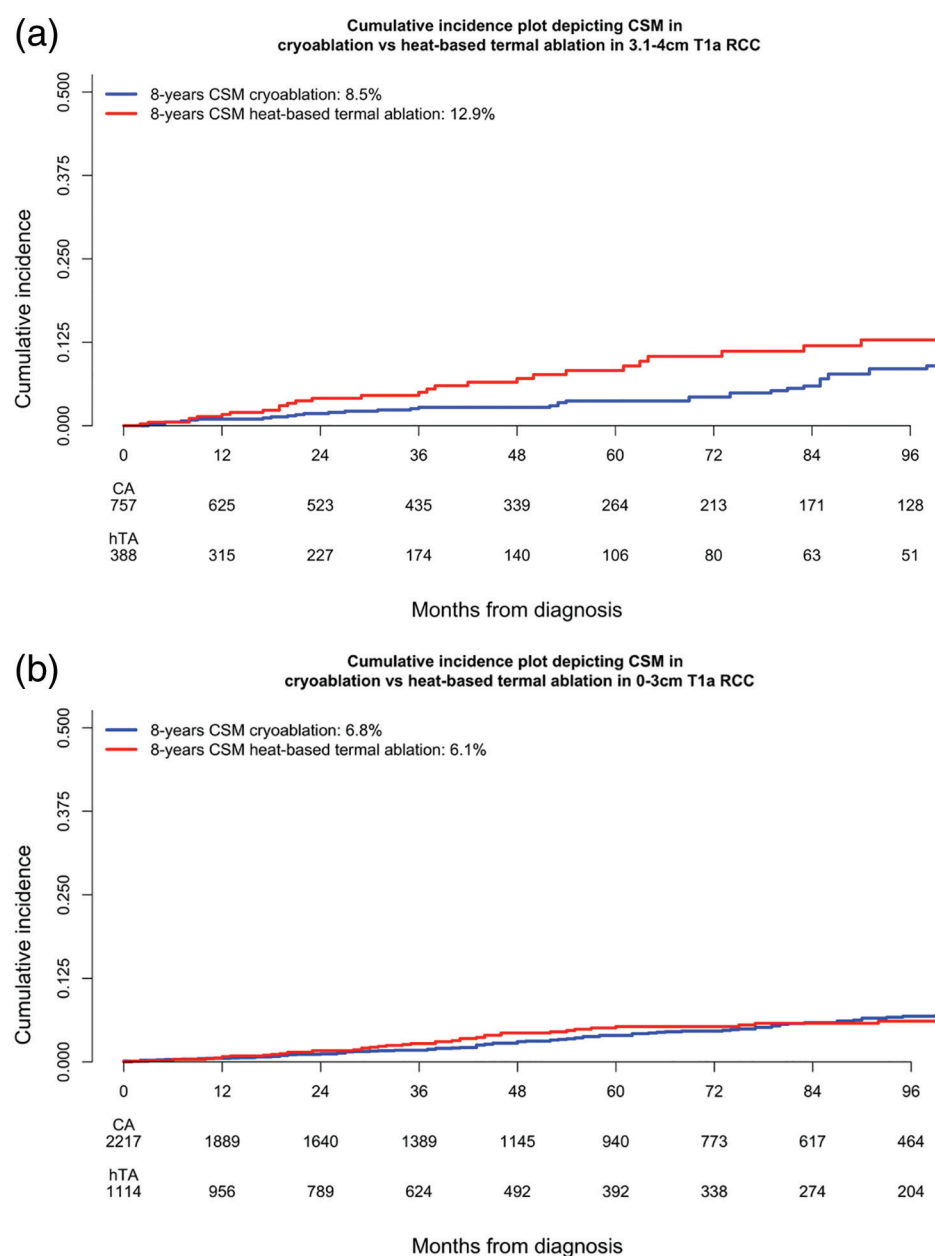 (a)
Cumulative incidence plot depicting CSM in
cryoablation vs heat-based termal ablation in 3.1-4cm T1a RCC
8-years CSM cryoablation: 8.5%
8-years CSM heat-based termal ablation: 12.9%
Cumulative incidence
0.500
0.375
0.250
0.125
0.000
0 12 24 36 48 60 72 84 96
CA
757 625 523 435 339 264 213 171 128
hTA
388 315 227 174 140 106 80 63 51
Months from diagnosis
(b)
Cumulative incidence plot depicting CSM in
cryoablation vs heat-based termal ablation in 0-3cm T1a RCC
8-years CSM cryoablation: 6.8%
8-years CSM heat-based termal ablation: 6.1%
Cumulative incidence
0.500
0.375
0.250
0.125
0.000
0 12 24 36 48 60 72 84 96
CA
2217 1889 1640 1389 1145 940 773 617 464
hTA
1114 956 789 624 492 392 338 274 204
Months from diagnosis